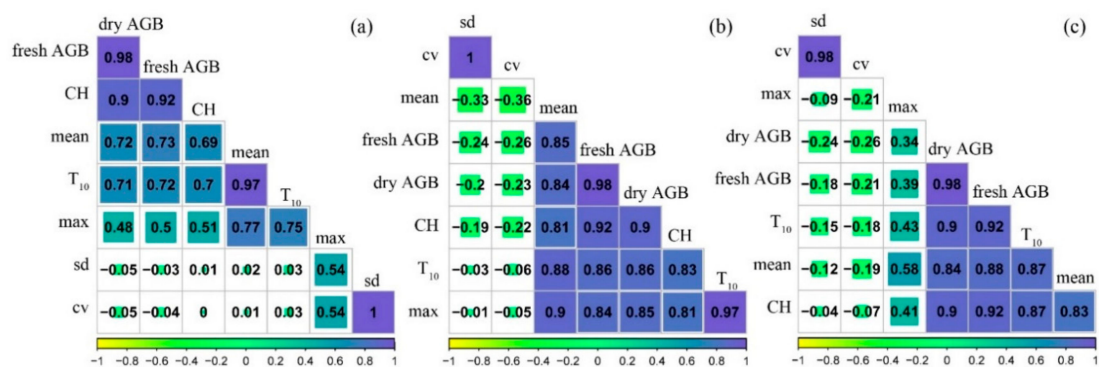 (a)
dry AGB
fresh AGB 0.98 fresh AGB
CH 0.9 0.92 CH
mean 0.72 0.73 0.69 mean
T10 0.71 0.72 0.7 0.97 T10
max 0.48 0.5 0.51 0.77 0.75 max
sd −0.05 −0.03 0.01 0.02 0.03 0.54 sd
cv −0.05 −0.04 0 0.01 0.03 0.54 1
−1 −0.8 −0.6 −0.4 −0.2 0 0.2 0.4 0.6 0.8 1
(b)
sd
cv 1 cv
mean −0.33 −0.36 mean
fresh AGB −0.24 −0.26 0.85 fresh AGB
dry AGB −0.2 −0.23 0.84 0.98 dry AGB
CH −0.19 −0.22 0.81 0.92 0.9 CH
T10 −0.03 −0.06 0.88 0.86 0.86 0.83 T10
max −0.01 −0.05 0.9 0.84 0.85 0.81 0.97
−1 −0.8 −0.6 −0.4 −0.2 0 0.2 0.4 0.6 0.8 1
(c)
sd
cv 0.98 cv
max −0.09 −0.21 max
dry AGB −0.24 −0.26 0.34 dry AGB
fresh AGB −0.18 −0.21 0.39 0.98 fresh AGB
T10 −0.15 −0.18 0.43 0.9 0.92 T10
mean −0.12 −0.19 0.58 0.84 0.88 0.87 mean
CH −0.04 −0.07 0.41 0.9 0.92 0.87 0.83
−1 −0.8 −0.6 −0.4 −0.2 0 0.2 0.4 0.6 0.8 1